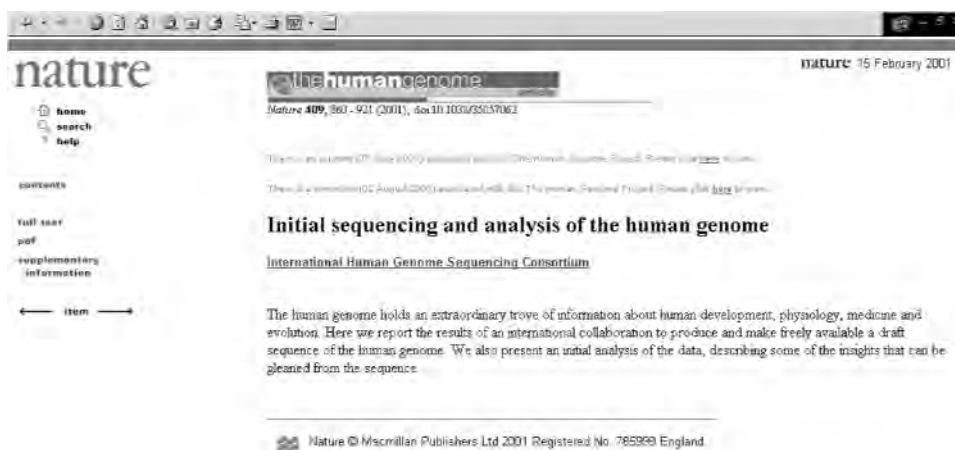 nature
home
search
help
contents
full text
pdf
supplementary
information
item
thehumangenome
nature 15 February 2001
Nature 409, 860 - 921 (2001), doi:10.1038/35057062
here
here
Initial sequencing and analysis of the human genome
International Human Genome Sequencing Consortium
The human genome holds an extraordinary trove of information about human development, physiology, medicine and
evolution. Here we report the results of an international collaboration to produce and make freely available a draft
sequence of the human genome. We also present an initial analysis of the data, describing some of the insights that can be
gleaned from the sequence.
Nature © Macmillan Publishers Ltd 2001 Registered No. 785998 England.